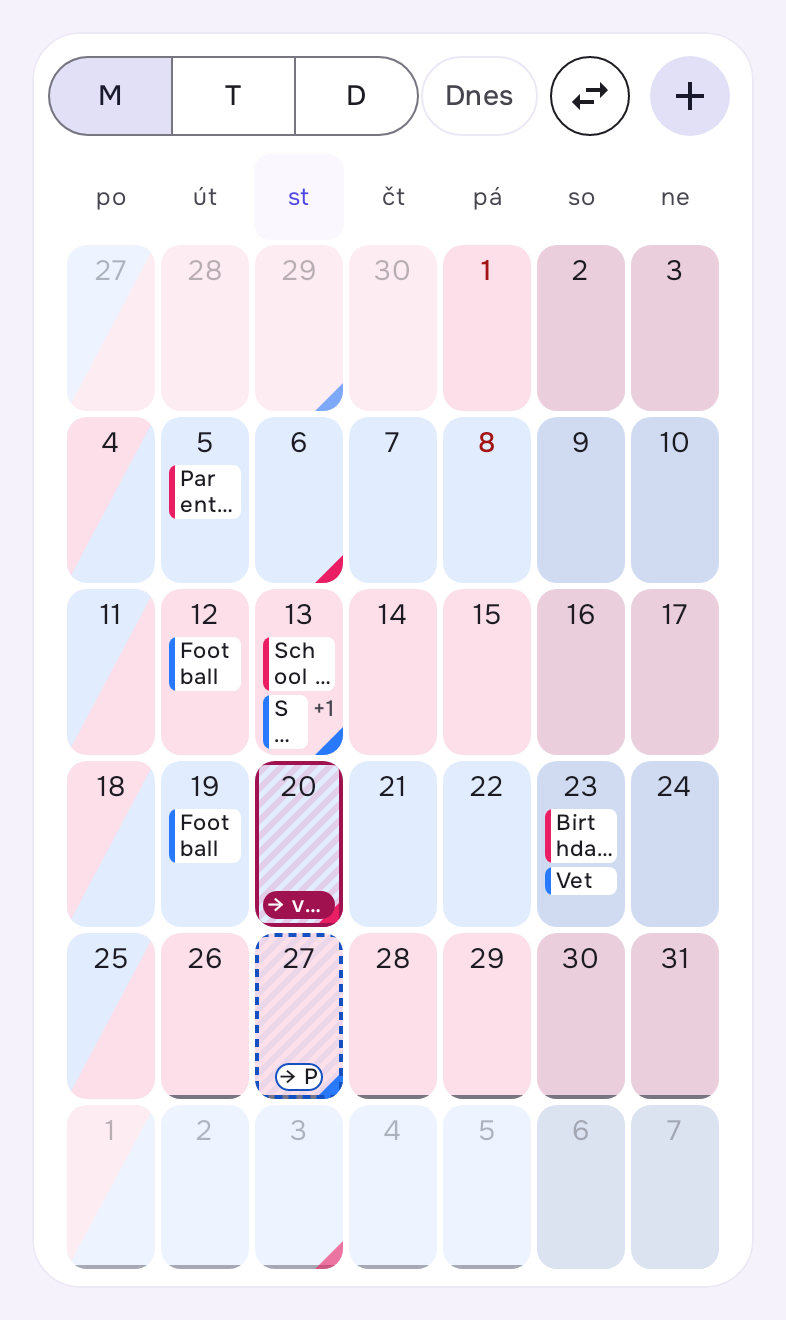 M T D Dnes
po út st čt pá so ne
27 28 29 30 1 2 3
4 5 6 7 8 9 10
Par
ent...
11 12 13 14 15 16 17
Foot
ball
Sch
ool ...
S
...
+1
18 19 20 21 22 23 24
Foot
ball
v...
Birt
hda...
Vet
25 26 27 28 29 30 31
P
1 2 3 4 5 6 7